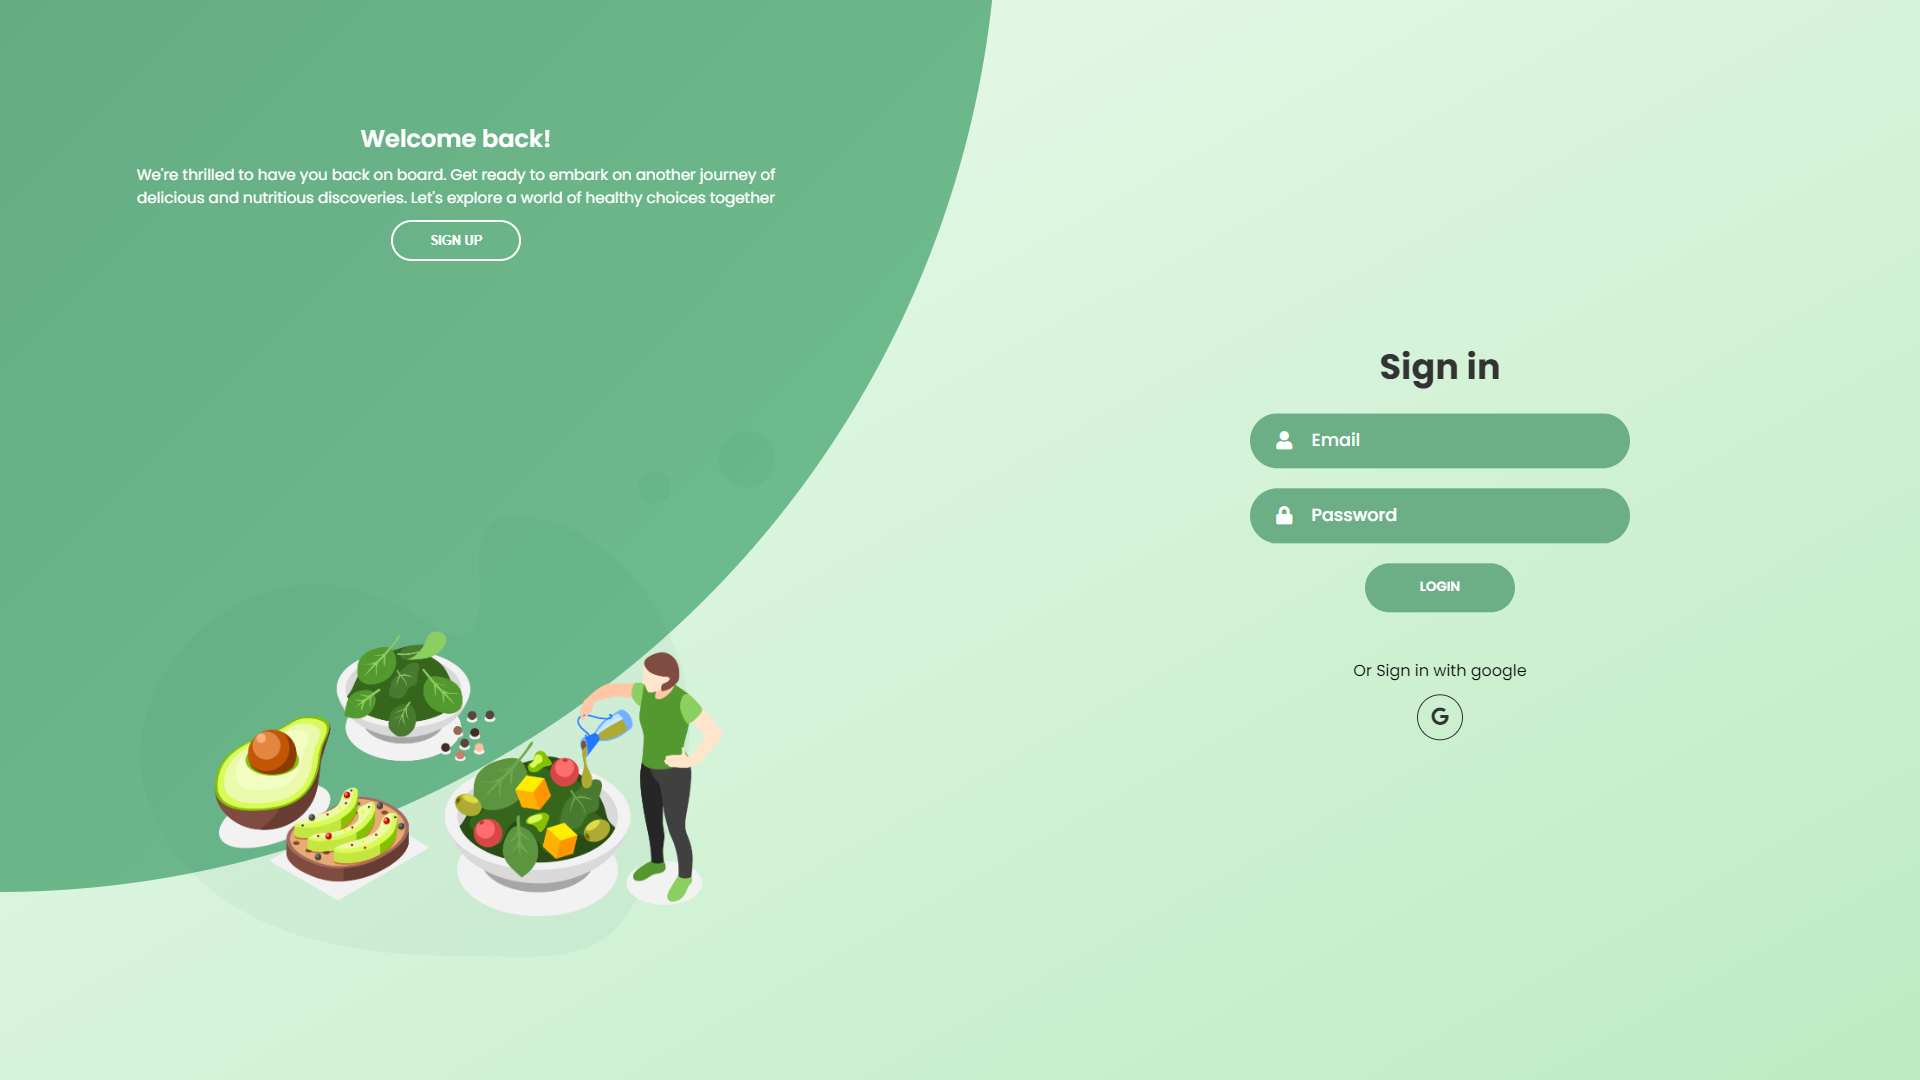 Welcome back!
We're thrilled to have you back on board. Get ready to embark on another journey of
delicious and nutritious discoveries. Let's explore a world of healthy choices together
SIGN UP
Sign in
Email
Password
LOGIN
Or Sign in with google
G